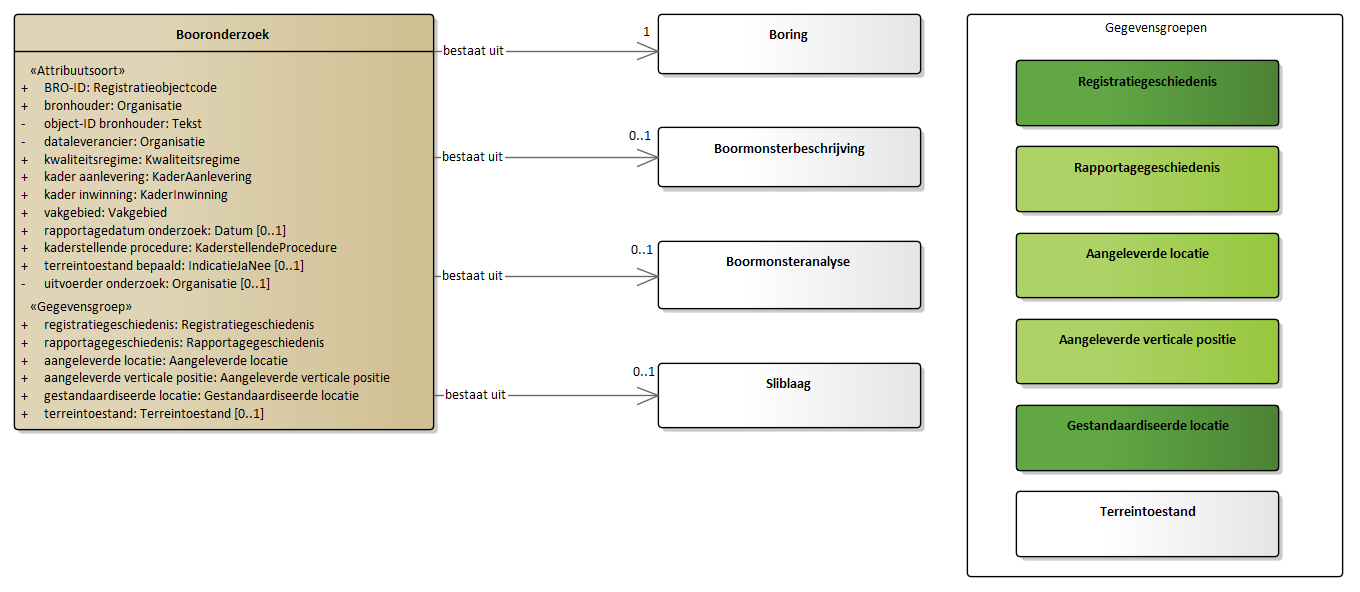 Booronderzoek
«Attribuutsoort»
+ BRO-ID: Registratieobjectcode
+ bronhouder: Organisatie
- object-ID bronhouder: Tekst
- dataleverancier: Organisatie
+ kwaliteitsregime: Kwaliteitsregime
+ kader aanlevering: KaderAanlevering
+ kader inwinning: KaderInwinning
+ vakgebied: Vakgebied
+ rapportagedatum onderzoek: Datum [0..1]
+ kaderstellende procedure: KaderstellendeProcedure
+ terreintoestand bepaald: IndicatieJaNee [0..1]
- uitvoerder onderzoek: Organisatie [0..1]
«Gegevensgroep»
+ registratiegeschiedenis: Registratiegeschiedenis
+ rapportagegeschiedenis: Rapportagegeschiedenis
+ aangeleverde locatie: Aangeleverde locatie
+ aangeleverde verticale positie: Aangeleverde verticale positie
+ gestandaardiseerde locatie: Gestandaardiseerde locatie
+ terreintoestand: Terreintoestand [0..1]
bestaat uit
1
Boring
bestaat uit
0..1
Boormonsterbeschrijving
bestaat uit
0..1
Boormonsteranalyse
bestaat uit
0..1
Sliblaag
Gegevensgroepen
Registratiegeschiedenis
Rapportagegeschiedenis
Aangeleverde locatie
Aangeleverde verticale positie
Gestandaardiseerde locatie
Terreintoestand